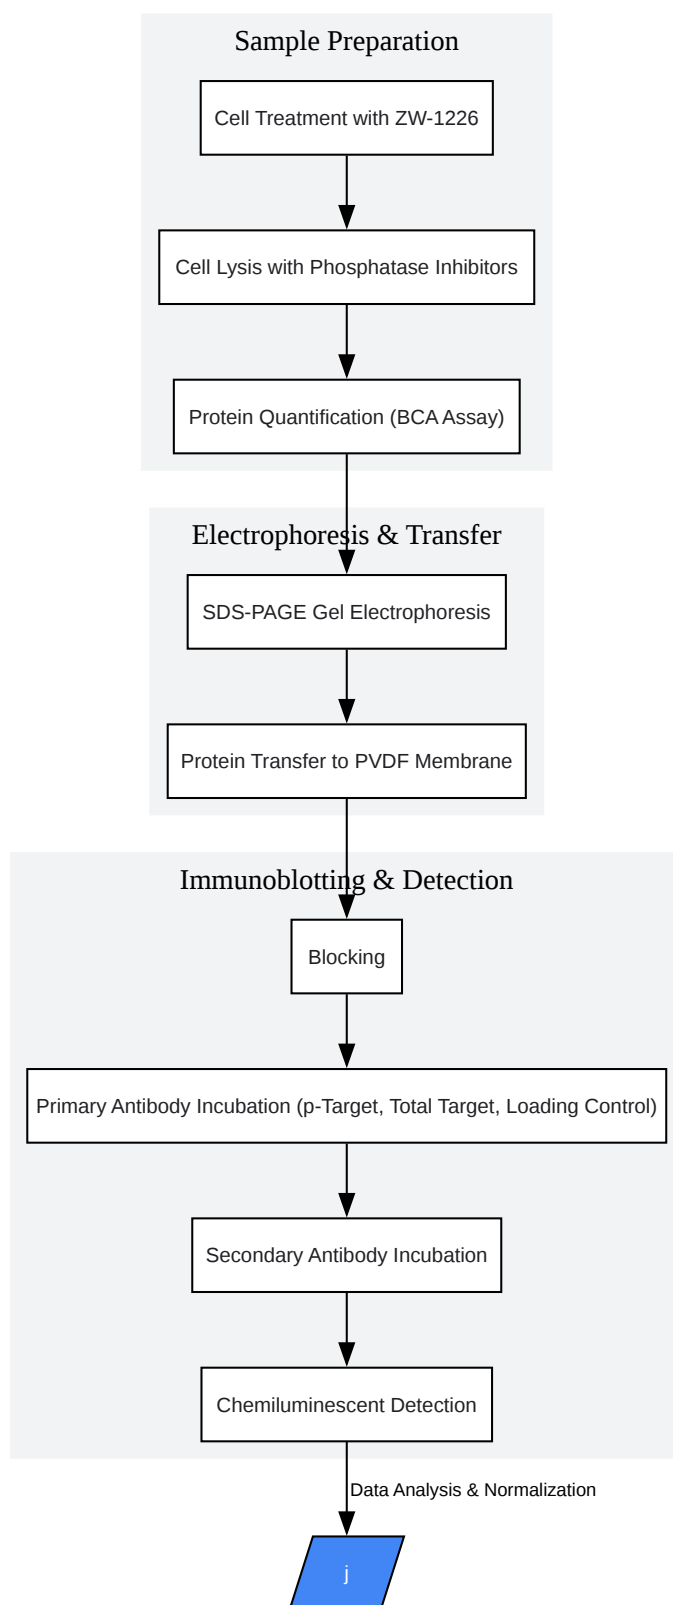 Sample Preparation
Cell Treatment with ZW-1226
Cell Lysis with Phosphatase Inhibitors
Protein Quantification (BCA Assay)
Electrophoresis & Transfer
SDS-PAGE Gel Electrophoresis
Protein Transfer to PVDF Membrane
Immunoblotting & Detection
Blocking
Primary Antibody Incubation (p-Target, Total Target, Loading Control)
Secondary Antibody Incubation
Chemiluminescent Detection
Data Analysis & Normalization
j